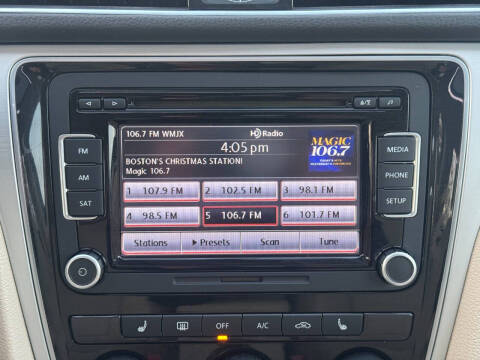 106.7 FM WMJX
HD Radio
4:05 pm
BOSTON'S CHRISTMAS STATION!
Magic 106.7
MAGIC
106.7
1 107.9 FM
2 102.5 FM
3 98.1 FM
4 98.5 FM
5 106.7 FM
6 101.7 FM
Stations
Presets
Scan
Tune
FM
AM
SAT
MEDIA
PHONE
SETUP
OFF
A/C